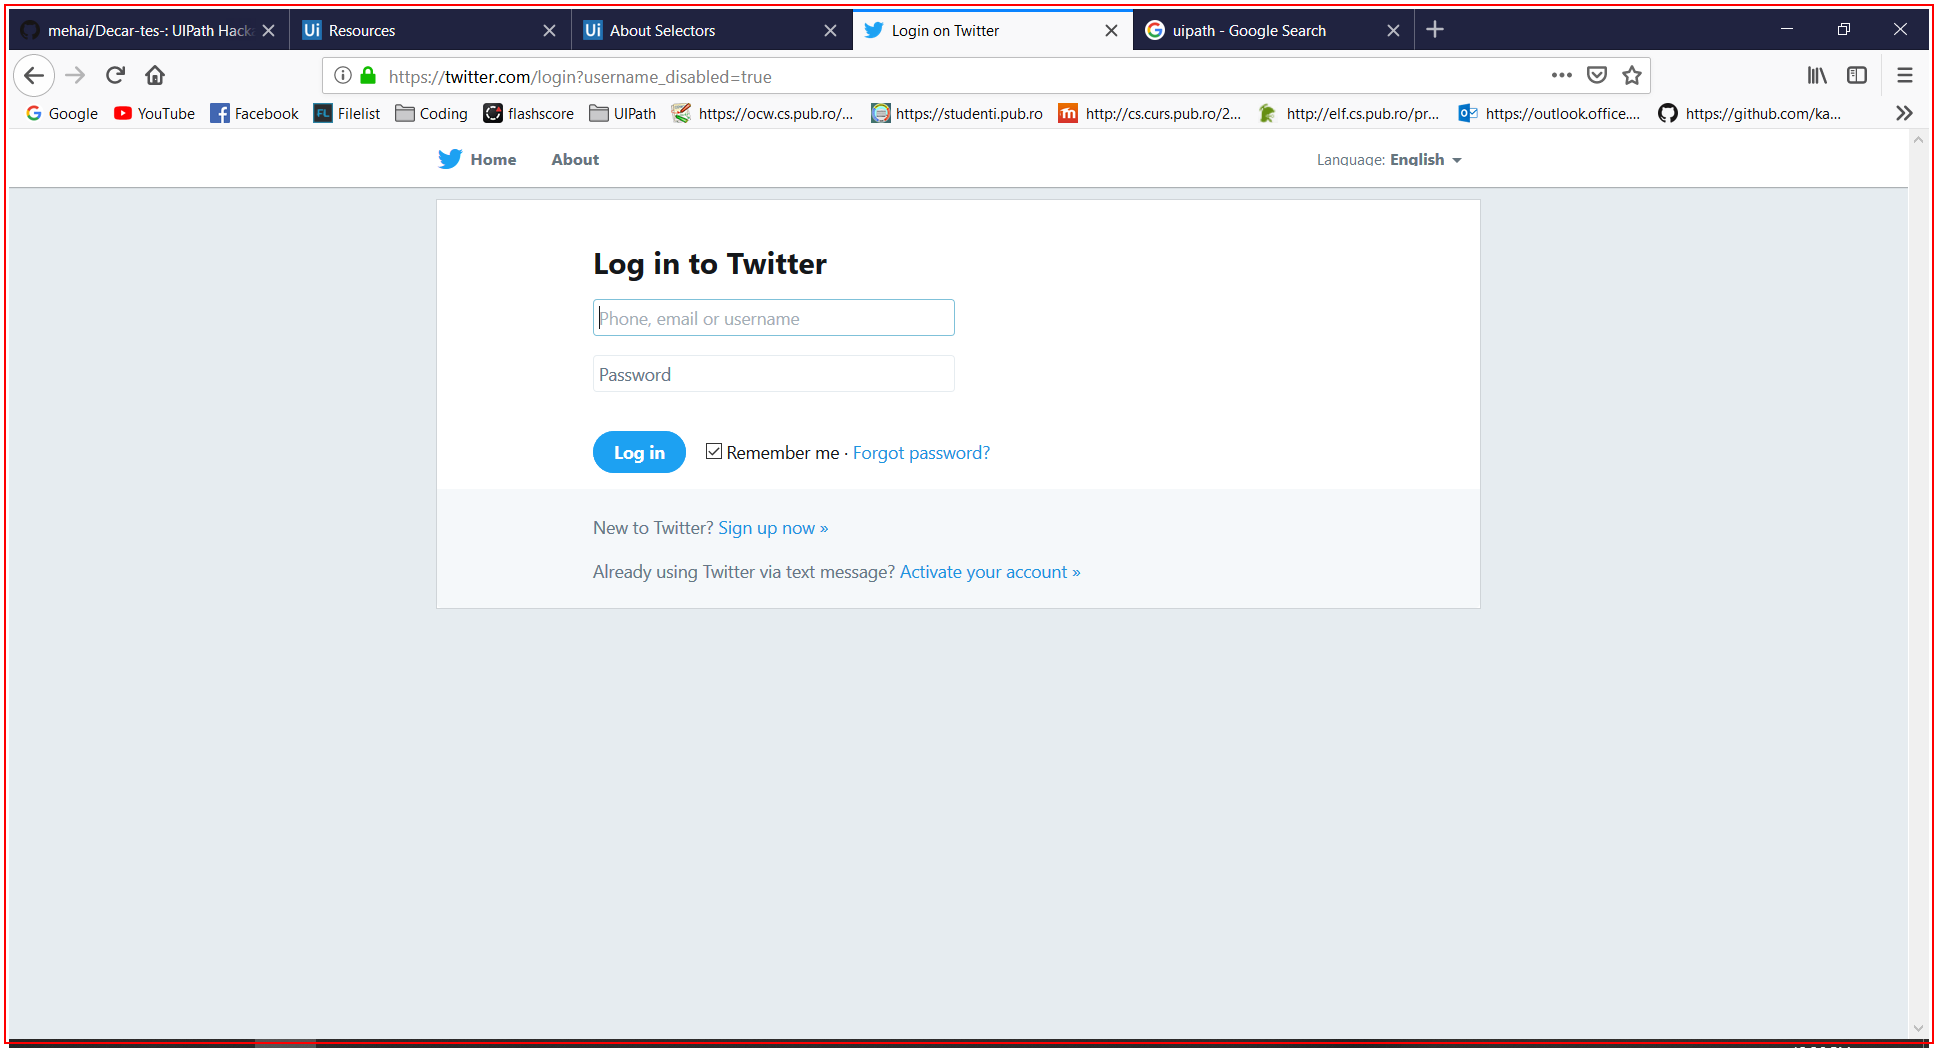 mehai/Decar-tes-: UIPath Hack
Ui Resources
Ui About Selectors
Login on Twitter
uipath - Google Search
https://twitter.com/login?username_disabled=true
Google
YouTube
Facebook
FL Filelist
Coding
flashscore
UIPath
https://ocw.cs.pub.ro/...
https://studenti.pub.ro
m http://cs.curs.pub.ro/2...
http://elf.cs.pub.ro/pr...
https://outlook.office....
https://github.com/ka...
Home About Language: English
Log in to Twitter
Phone, email or username
Password
Log in Remember me · Forgot password?
New to Twitter? Sign up now »
Already using Twitter via text message? Activate your account »